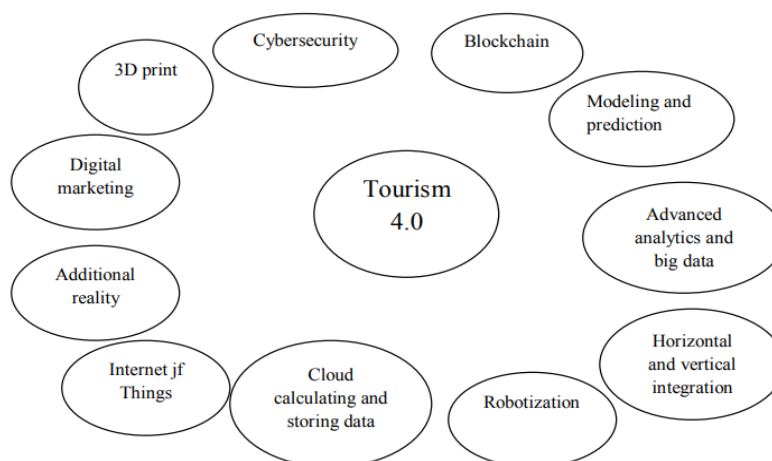 Cybersecurity
Blockchain
3D print
Modeling and
prediction
Digital
marketing
Tourism
4.0
Advanced
analytics and
big data
Additional
reality
Horizontal
and vertical
integration
Internet jf
Things
Cloud
calculating and
storing data
Robotization